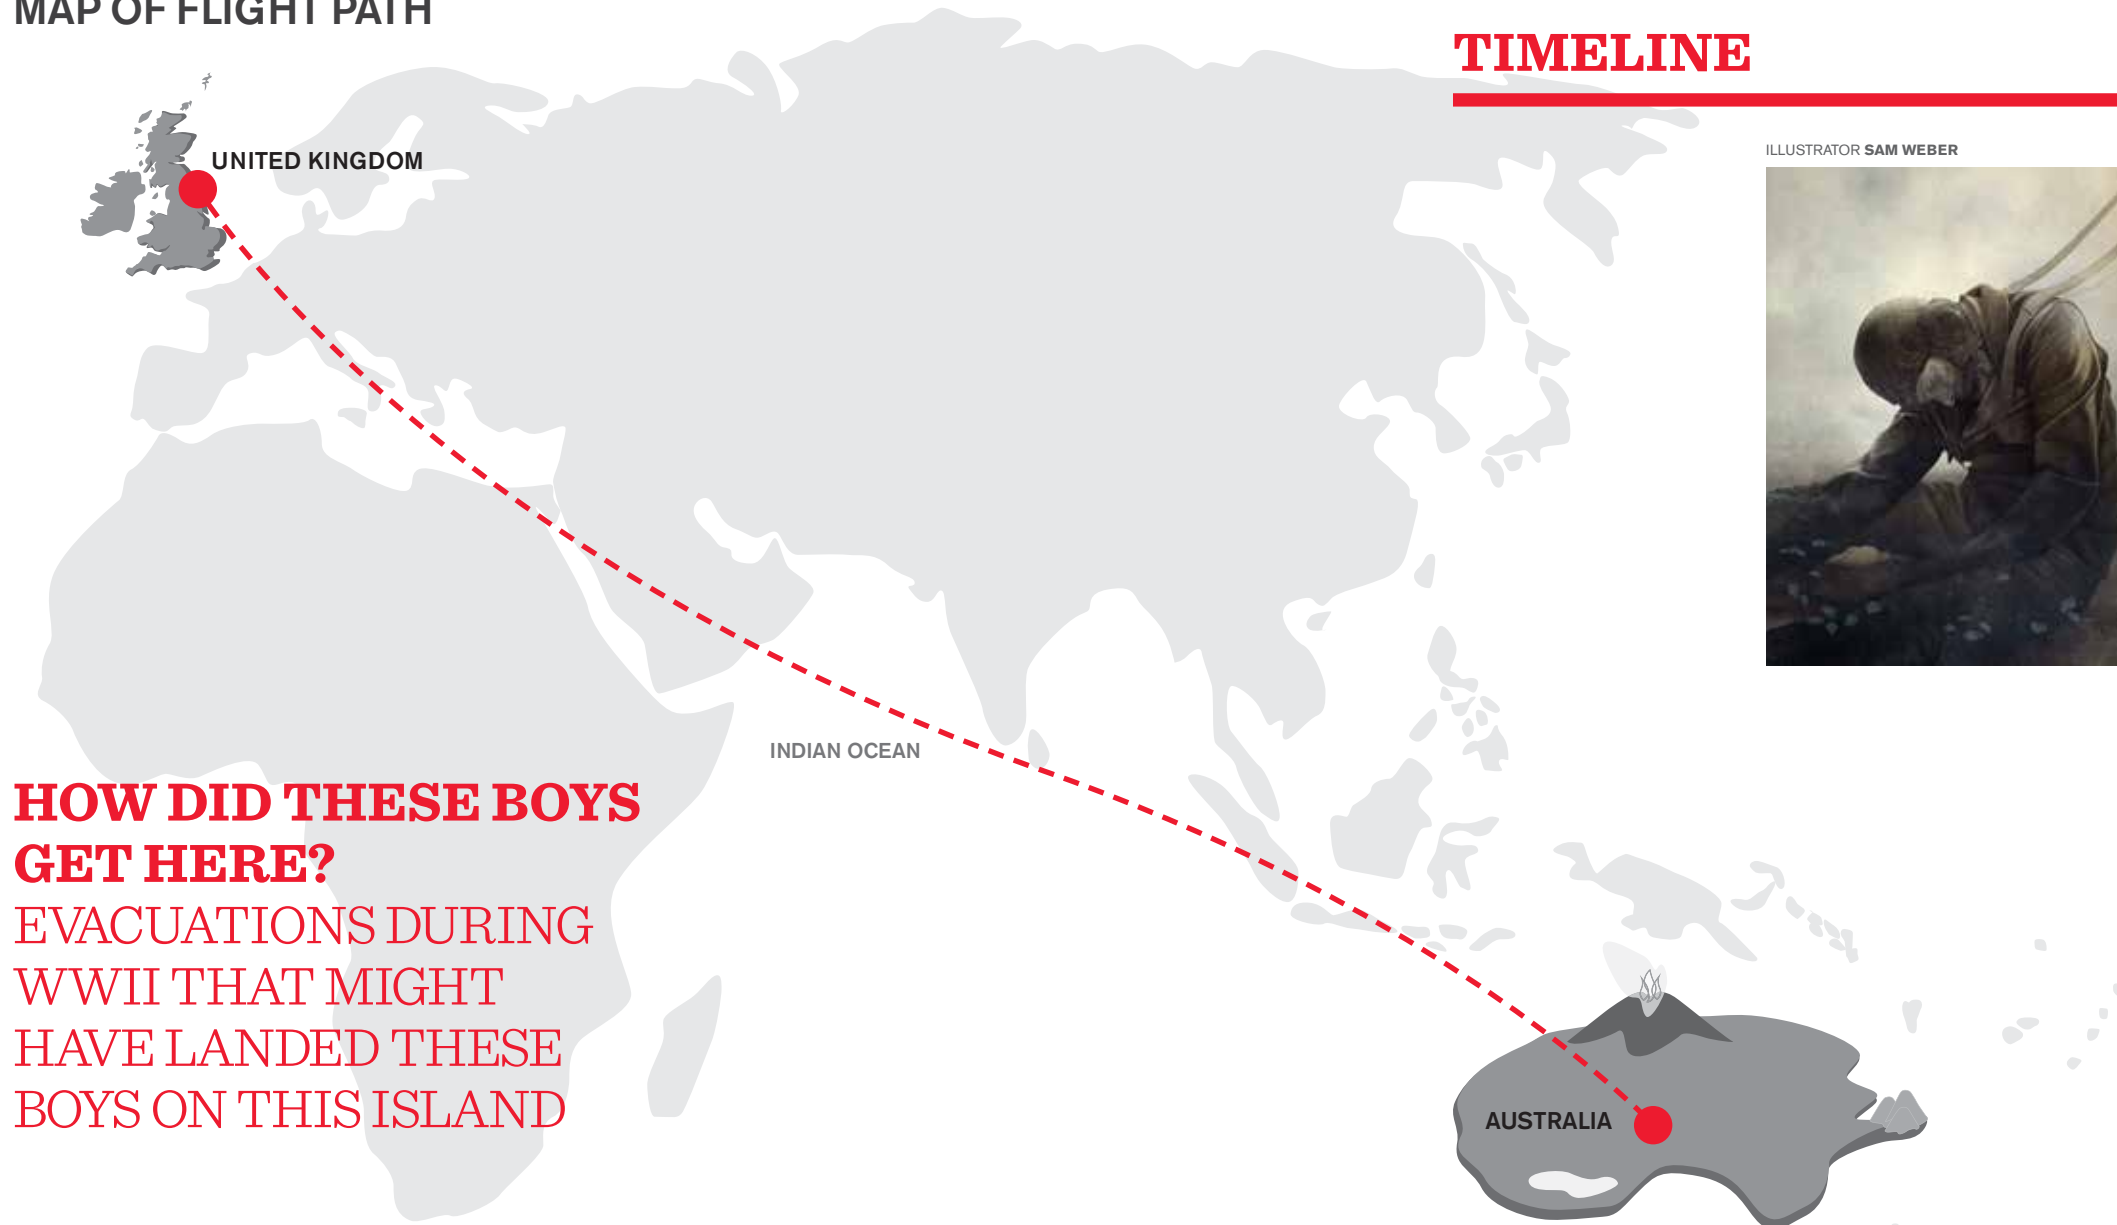 MAP OF FLIGHT PATH
TIMELINE
ILLUSTRATOR SAM WEBER
UNITED KINGDOM
INDIAN OCEAN
HOW DID THESE BOYS
GET HERE?
EVACUATIONS DURING
WWII THAT MIGHT
HAVE LANDED THESE
BOYS ON THIS ISLAND
AUSTRALIA